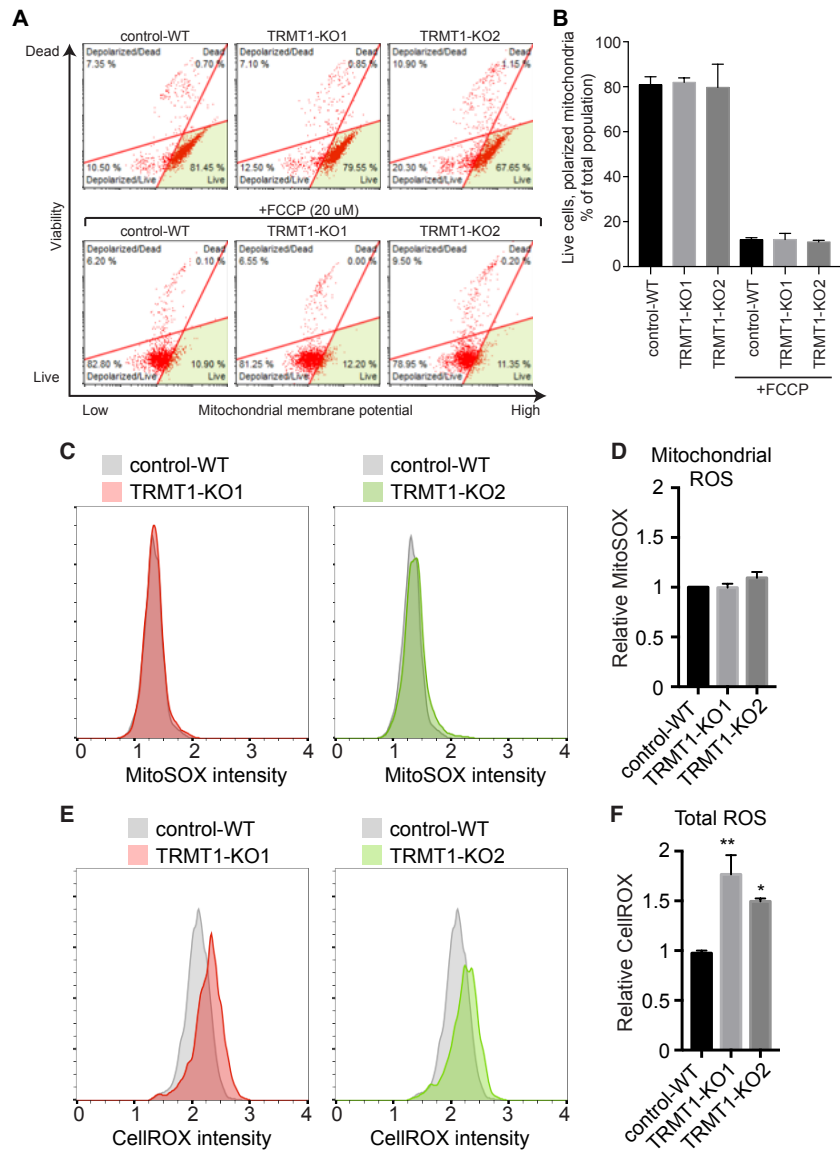 A
control-WT TRMT1-KO1 TRMT1-KO2
Dead
Depolarized/Dead Dead
7.35 % 0.70 %
10.50 % 81.45 %
Depolarized/Live Live
Depolarized/Dead Dead
7.10 % 0.85 %
12.50 % 79.55 %
Depolarized/Live Live
Depolarized/Dead Dead
10.90 % 1.15 %
20.30 % 67.65 %
Depolarized/Live Live
+FCCP (20 uM)
control-WT TRMT1-KO1 TRMT1-KO2
Depolarized/Dead Dead
6.20 % 0.10 %
82.80 % 10.90 %
Depolarized/Live Live
Depolarized/Dead Dead
6.55 % 0.00 %
81.25 % 12.20 %
Depolarized/Live Live
Depolarized/Dead Dead
9.50 % 0.20 %
78.95 % 11.35 %
Depolarized/Live Live
Viability
Live
Low Mitochondrial membrane potential High
B
Live cells, polarized mitochondria
% of total population)
100
80
60
40
20
0
control-WT
TRMT1-KO1
TRMT1-KO2
control-WT
TRMT1-KO1
TRMT1-KO2
+FCCP
C
control-WT
TRMT1-KO1
0 1 2 3 4
MitoSOX intensity
control-WT
TRMT1-KO2
0 1 2 3 4
MitoSOX intensity
D
Mitochondrial
ROS
Relative MitoSOX
2
1.5
1
0.5
0
control-WT
TRMT1-KO1
TRMT1-KO2
E
control-WT
TRMT1-KO1
0 1 2 3 4
CellROX intensity
control-WT
TRMT1-KO2
0 1 2 3 4
CellROX intensity
F
Total ROS
Relative CellROX
2
1.5
1
0.5
0
**
*
control-WT
TRMT1-KO1
TRMT1-KO2